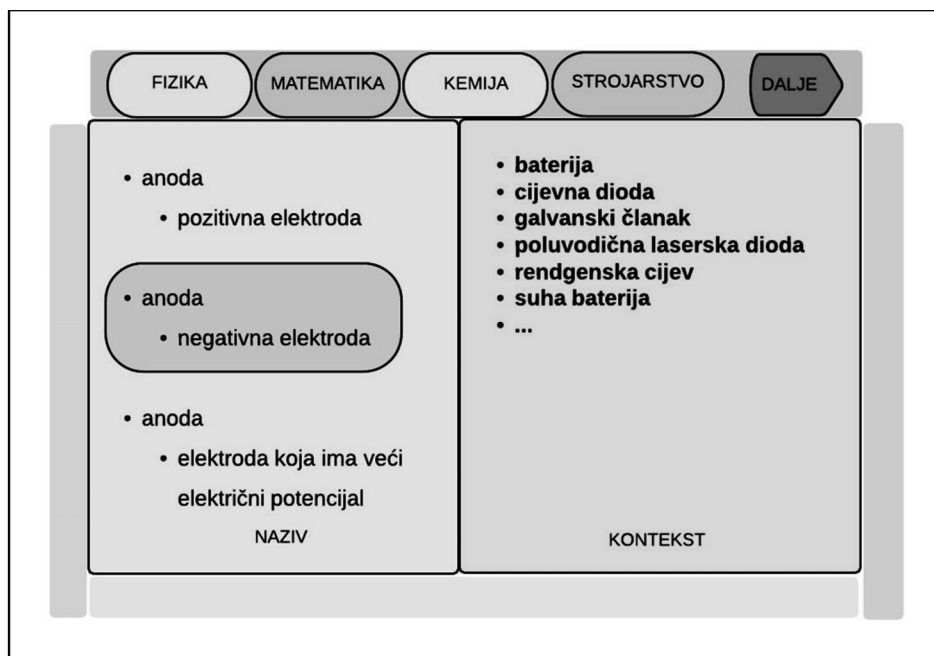 FIZIKA
MATEMATIKA
KEMIJA
STROJARSTVO
DALJE
• anoda
• pozitivna elektroda
• anoda
• negativna elektroda
• anoda
• elektroda koja ima veći
električni potencijal
NAZIV
• baterija
• cijevna dioda
• galvanski članak
• poluvodična laserska dioda
• rendgenska cijev
• suha baterija
• ...
KONTEKST